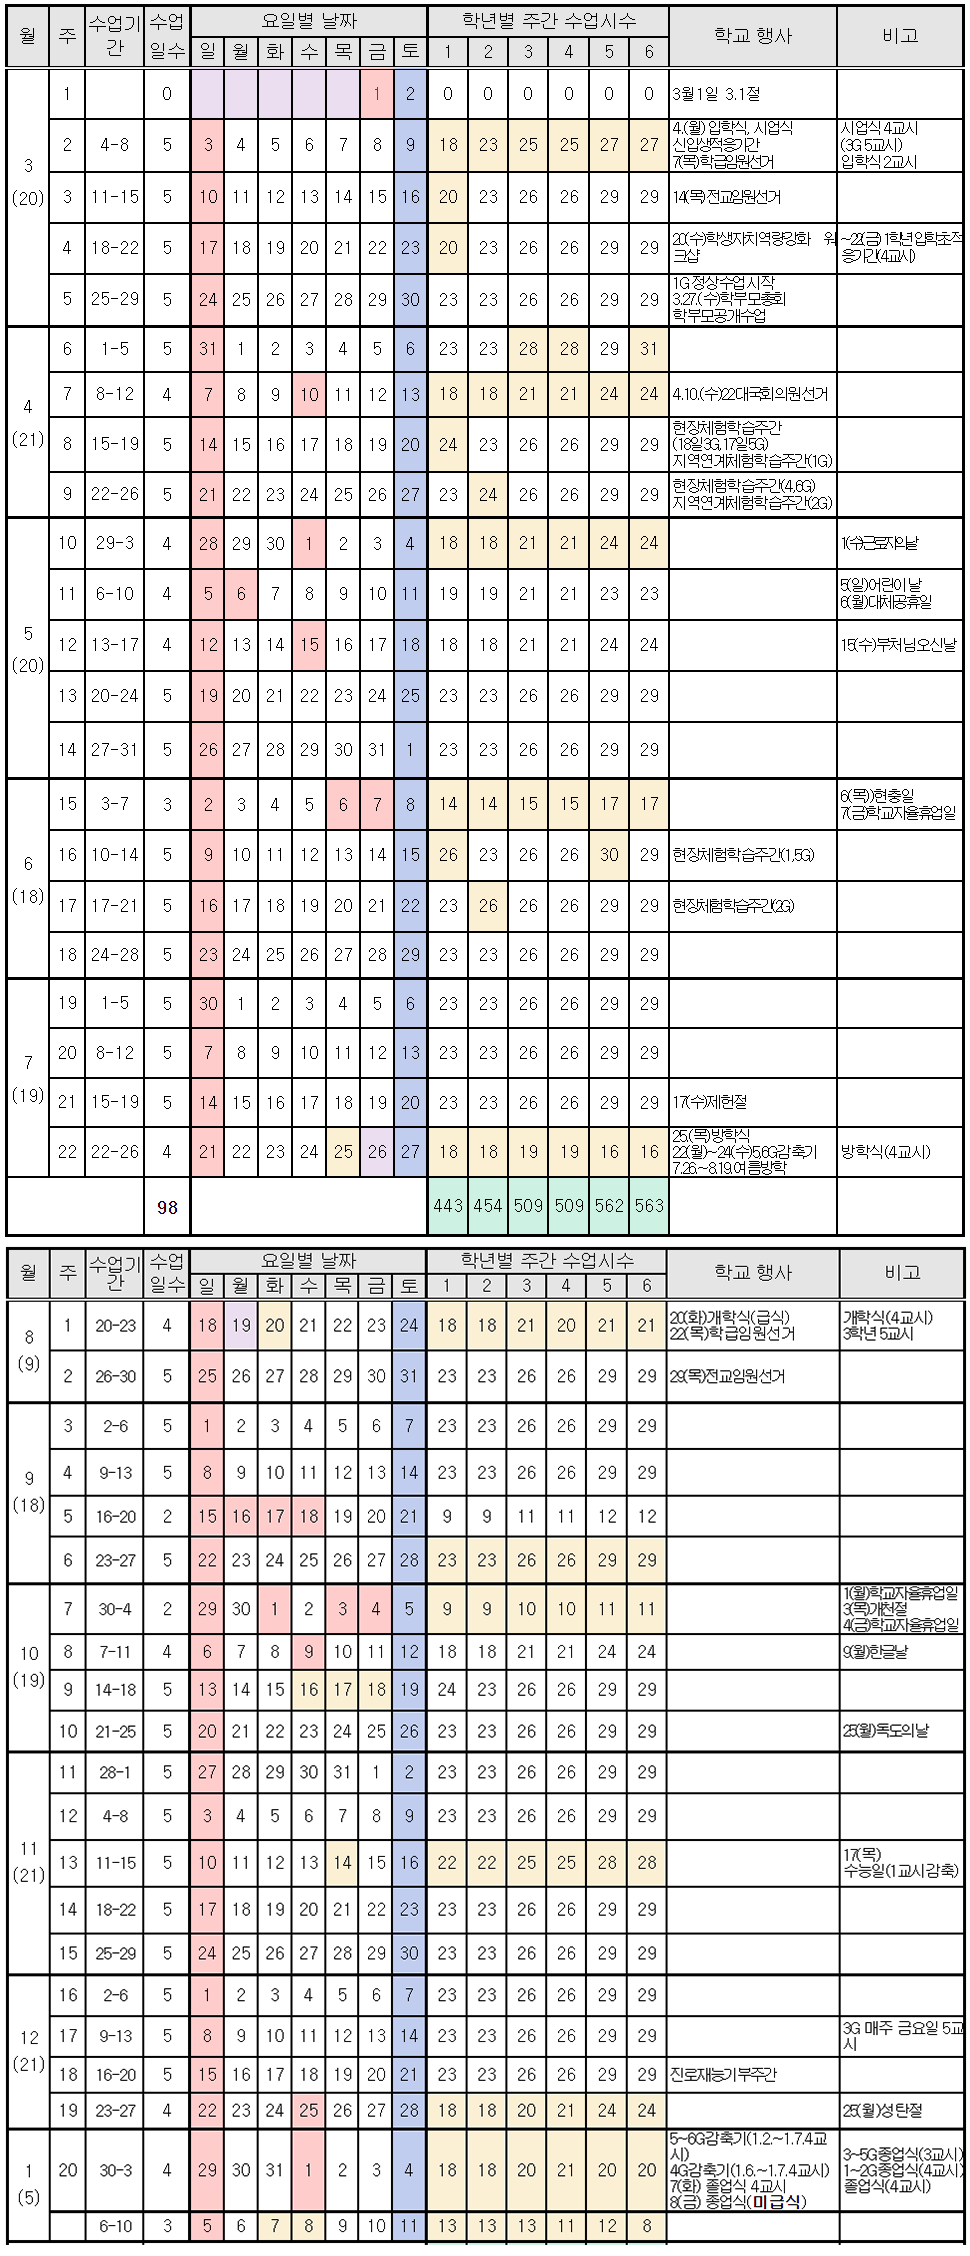 월 주 수업기간 수업일수 요일별 날짜 학년별 주간 수업시수 학교 행사 비고
일 월 화 수 목 금 토 1 2 3 4 5 6
3 (20)
1 0 1 2 0 0 0 0 0 0 3월1일 3.1절
2 4-8 5 3 4 5 6 7 8 9 18 23 25 25 27 27 4.(월) 입학식, 시업식 시업식 4교시
신입생적응기간 (3G 5교시)
7(목)학급임원선거 입학식 2교시
3 11-15 5 10 11 12 13 14 15 16 20 23 26 26 29 29 14(목)전교임원선거
4 18-22 5 17 18 19 20 21 22 23 20 23 26 26 29 29 20(수)학생자치역량강화 워 ~22(금) 1학년입학초적
크샵 응기간(4교시)
5 25-29 5 24 25 26 27 28 29 30 23 23 26 26 29 29 1G 정상수업 시작
3.27.(수)학부모총회
학부모공개수업
4 (21)
6 1-5 5 31 1 2 3 4 5 6 23 23 28 28 29 31
7 8-12 4 7 8 9 10 11 12 13 18 18 21 21 24 24 4.10.(수)22대국회의원선거
8 15-19 5 14 15 16 17 18 19 20 24 23 26 26 29 29 현장체험학습주간
(18일3G,17일5G)
지역연계체험학습주간(1G)
9 22-26 5 21 22 23 24 25 26 27 23 24 26 26 29 29 현장체험학습주간(4,6G)
지역연계체험학습주간(2G)
5 (20)
10 29-3 4 28 29 30 1 2 3 4 18 18 21 21 24 24 1(수)근로자의날
11 6-10 4 5 6 7 8 9 10 11 19 19 21 21 23 23 5(일)어린이날
6(월)대체공휴일
12 13-17 4 12 13 14 15 16 17 18 18 18 21 21 24 24 15(수)부처님오신날
13 20-24 5 19 20 21 22 23 24 25 23 23 26 26 29 29
14 27-31 5 26 27 28 29 30 31 1 23 23 26 26 29 29
6 (18)
15 3-7 3 2 3 4 5 6 7 8 14 14 15 15 17 17 6(목))현충일
7(금)학교자율휴업일
16 10-14 5 9 10 11 12 13 14 15 26 23 26 26 30 29 현장체험학습주간(1,5G)
17 17-21 5 16 17 18 19 20 21 22 23 26 26 26 29 29 현장체험학습주간(2G)
18 24-28 5 23 24 25 26 27 28 29 23 23 26 26 29 29
7 (19)
19 1-5 5 30 1 2 3 4 5 6 23 23 26 26 29 29
20 8-12 5 7 8 9 10 11 12 13 23 23 26 26 29 29
21 15-19 5 14 15 16 17 18 19 20 23 23 26 26 29 29 17(수)제헌절
22 22-26 4 21 22 23 24 25 26 27 18 18 19 19 16 16 25.(목)방학식 방학식(4교시)
22(월)~24(수)5,6G감축기
7.26.~8.19.여름방학
98 443 454 509 509 562 563
월 주 수업기간 수업일수 요일별 날짜 학년별 주간 수업시수 학교 행사 비고
일 월 화 수 목 금 토 1 2 3 4 5 6
8 (9)
1 20-23 4 18 19 20 21 22 23 24 18 18 21 20 21 21 20(화)개학식(급식) 개학식(4교시)
22(목)학급임원선거 3학년 5교시
2 26-30 5 25 26 27 28 29 30 31 23 23 26 26 29 29 29(목)전교임원선거
9 (18)
3 2-6 5 1 2 3 4 5 6 7 23 23 26 26 29 29
4 9-13 5 8 9 10 11 12 13 14 23 23 26 26 29 29
5 16-20 2 15 16 17 18 19 20 21 9 9 11 11 12 12
6 23-27 5 22 23 24 25 26 27 28 23 23 26 26 29 29
10 (19)
7 30-4 2 29 30 1 2 3 4 5 9 9 10 10 11 11 1(월)학교자율휴업일
3(목)개천절
4(금)학교자율휴업일
8 7-11 4 6 7 8 9 10 11 12 18 18 21 21 24 24 9(월)한글날
9 14-18 5 13 14 15 16 17 18 19 24 23 26 26 29 29
10 21-25 5 20 21 22 23 24 25 26 23 23 26 26 29 29 25(월)독도의날
11 (21)
11 28-1 5 27 28 29 30 31 1 2 23 23 26 26 29 29
12 4-8 5 3 4 5 6 7 8 9 23 23 26 26 29 29
13 11-15 5 10 11 12 13 14 15 16 22 22 25 25 28 28 17(목)
수능일(1교시감축)
14 18-22 5 17 18 19 20 21 22 23 23 23 26 26 29 29
15 25-29 5 24 25 26 27 28 29 30 23 23 26 26 29 29
12 (21)
16 2-6 5 1 2 3 4 5 6 7 23 23 26 26 29 29
17 9-13 5 8 9 10 11 12 13 14 23 23 26 26 29 29 3G 매주 금요일 5교
시
18 16-20 5 15 16 17 18 19 20 21 23 23 26 26 29 29 진로재능기부주간
19 23-27 4 22 23 24 25 26 27 28 18 18 20 21 24 24 25(월)성탄절
1 (5)
20 30-3 4 29 30 31 1 2 3 4 18 18 20 21 20 20 5~6G감축기(1.2.~1.7.4교
시) 3~5G종업식(3교시)
4G감축기(1.6.~1.7.4교시) 1~2G종업식(4교시)
7(화) 졸업식 4교시 졸업식(4교시)
8(금) 종업식(미급식)
6-10 3 5 6 7 8 9 10 11 13 13 13 11 12 8